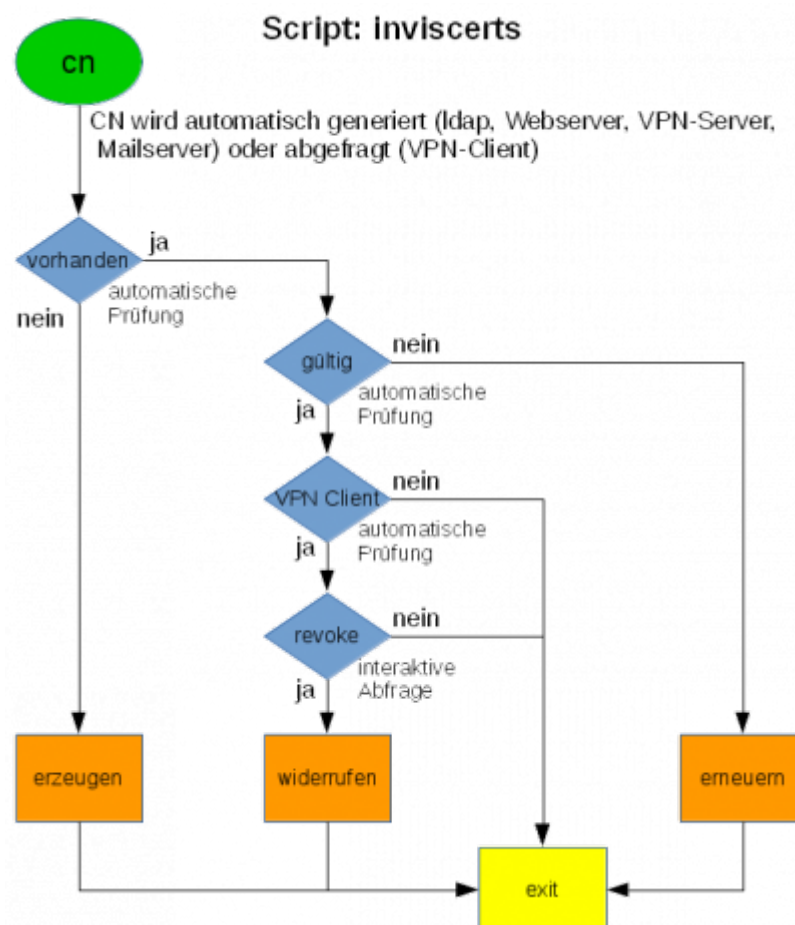 Script: inviscerts
cn
CN wird automatisch generiert (ldap, Webserver, VPN-Server,
Mailserver) oder abgefragt (VPN-Client)
ja
vorhanden
automatische
Prüfung
nein
nein
gültig
automatische
Prüfung
ja
nein
VPN Client
automatische
Prüfung
ja
nein
revoke
interaktive
Abfrage
ja
erzeugen
widerrufen
erneuern
exit